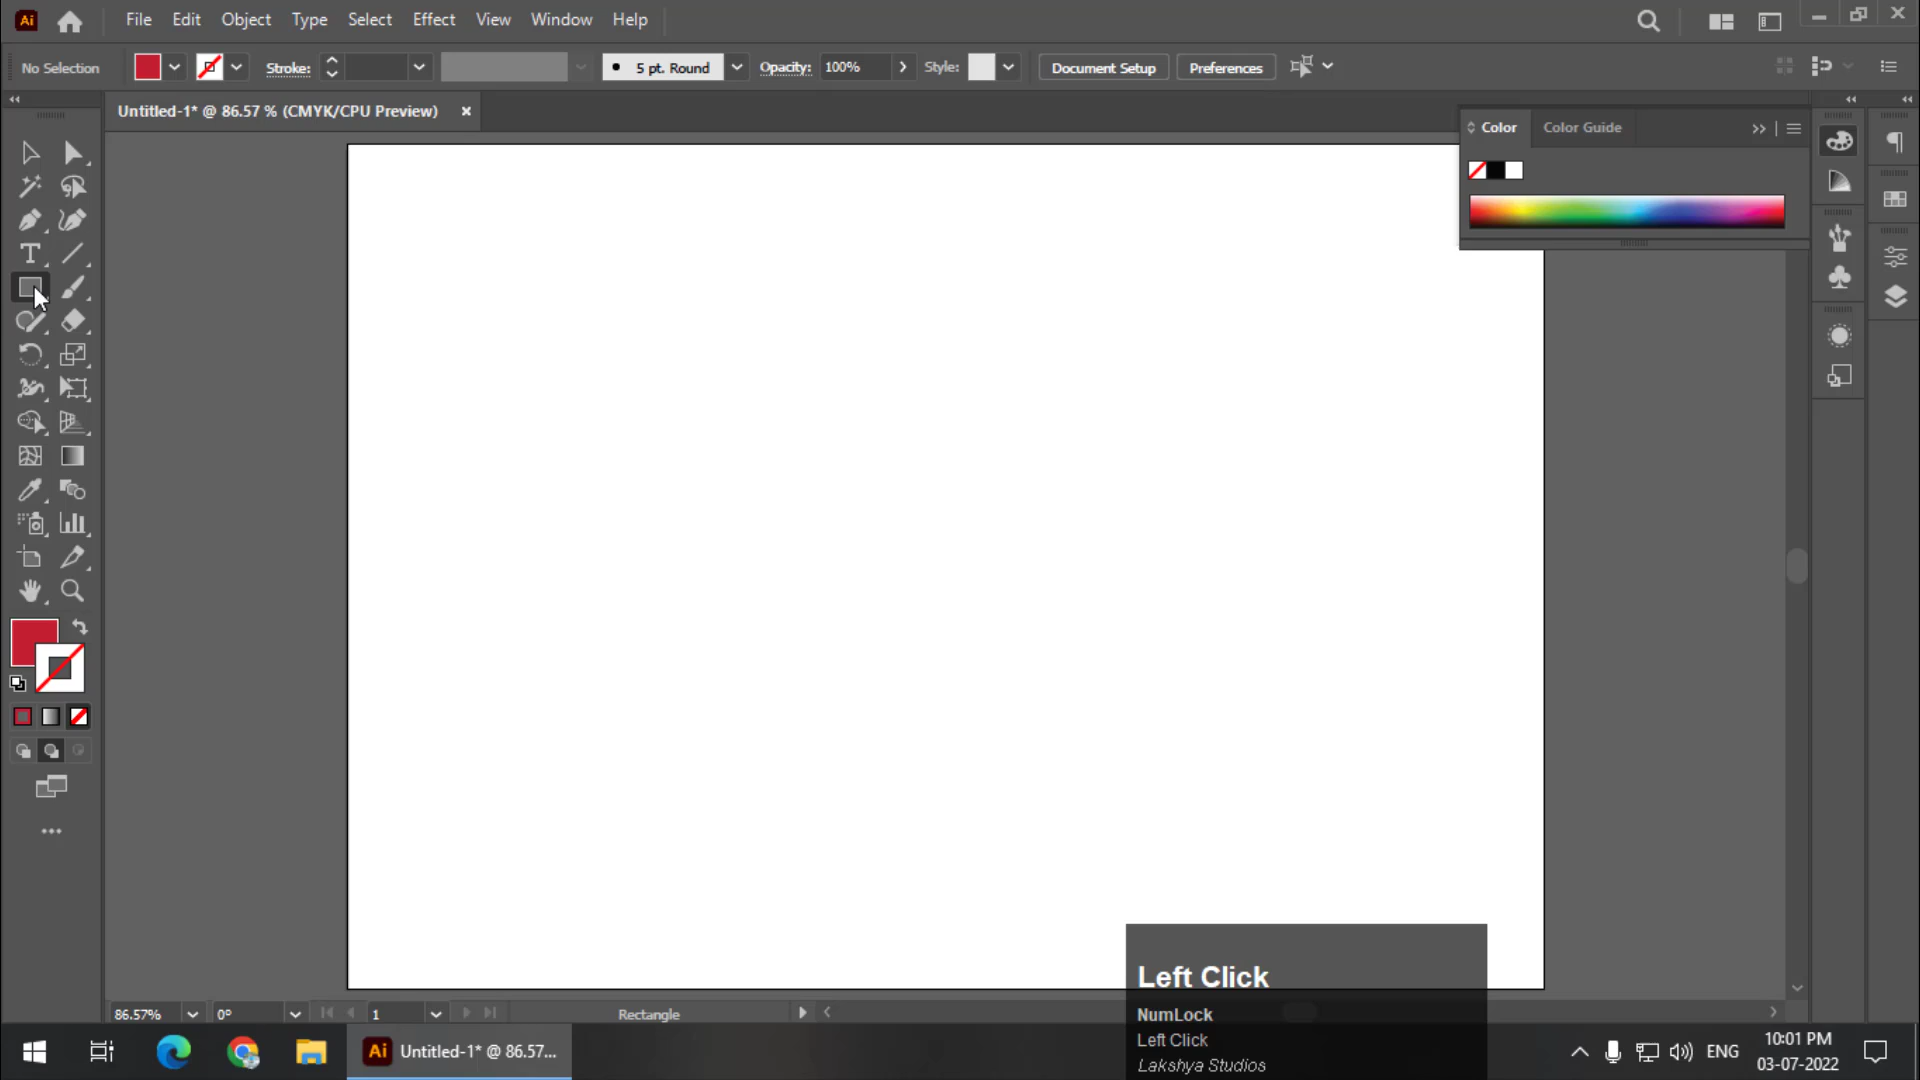 Ai File Edit Object Type Select Effect View Window Help
No Selection Stroke: 5 pt. Round Opacity: 100% Style: Document Setup Preferences
Untitled-1* @ 86.57 % (CMYK/CPU Preview) ×
Color Color Guide
86.57% 0° 1 Rectangle
Left Click
NumLock
Left Click
Lakshya Studios
Ai Untitled-1* @ 86.57...
ENG
10:01 PM
03-07-2022